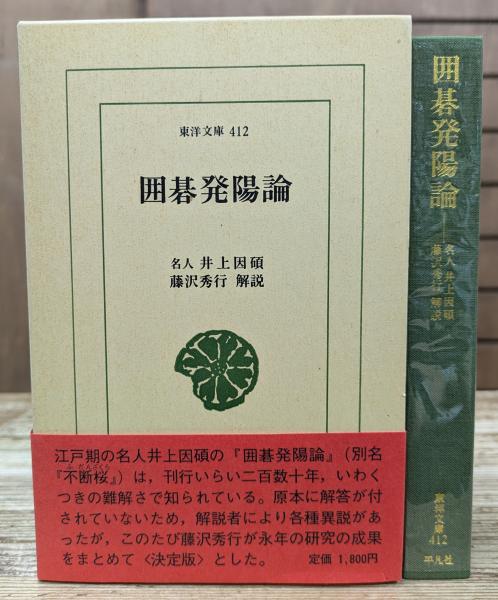 東洋文庫 412
囲碁発陽論
名人 井上因碩
藤沢秀行 解説
江戸期の名人井上因碩の『囲碁発陽論』(別名
『不断桜』)は，刊行いらい二百数十年，いわく
ふだんざくら
つきの難解さで知られている。原本に解答が付
されていないため，解説者により各種異説があ
ったが，このたび藤沢秀行が永年の研究の成果
をまとめて〈決定版〉とした。
定価 1,800円
囲碁発陽論
名人 井上因碩
藤沢秀行 解説
東洋文庫
412
平凡社